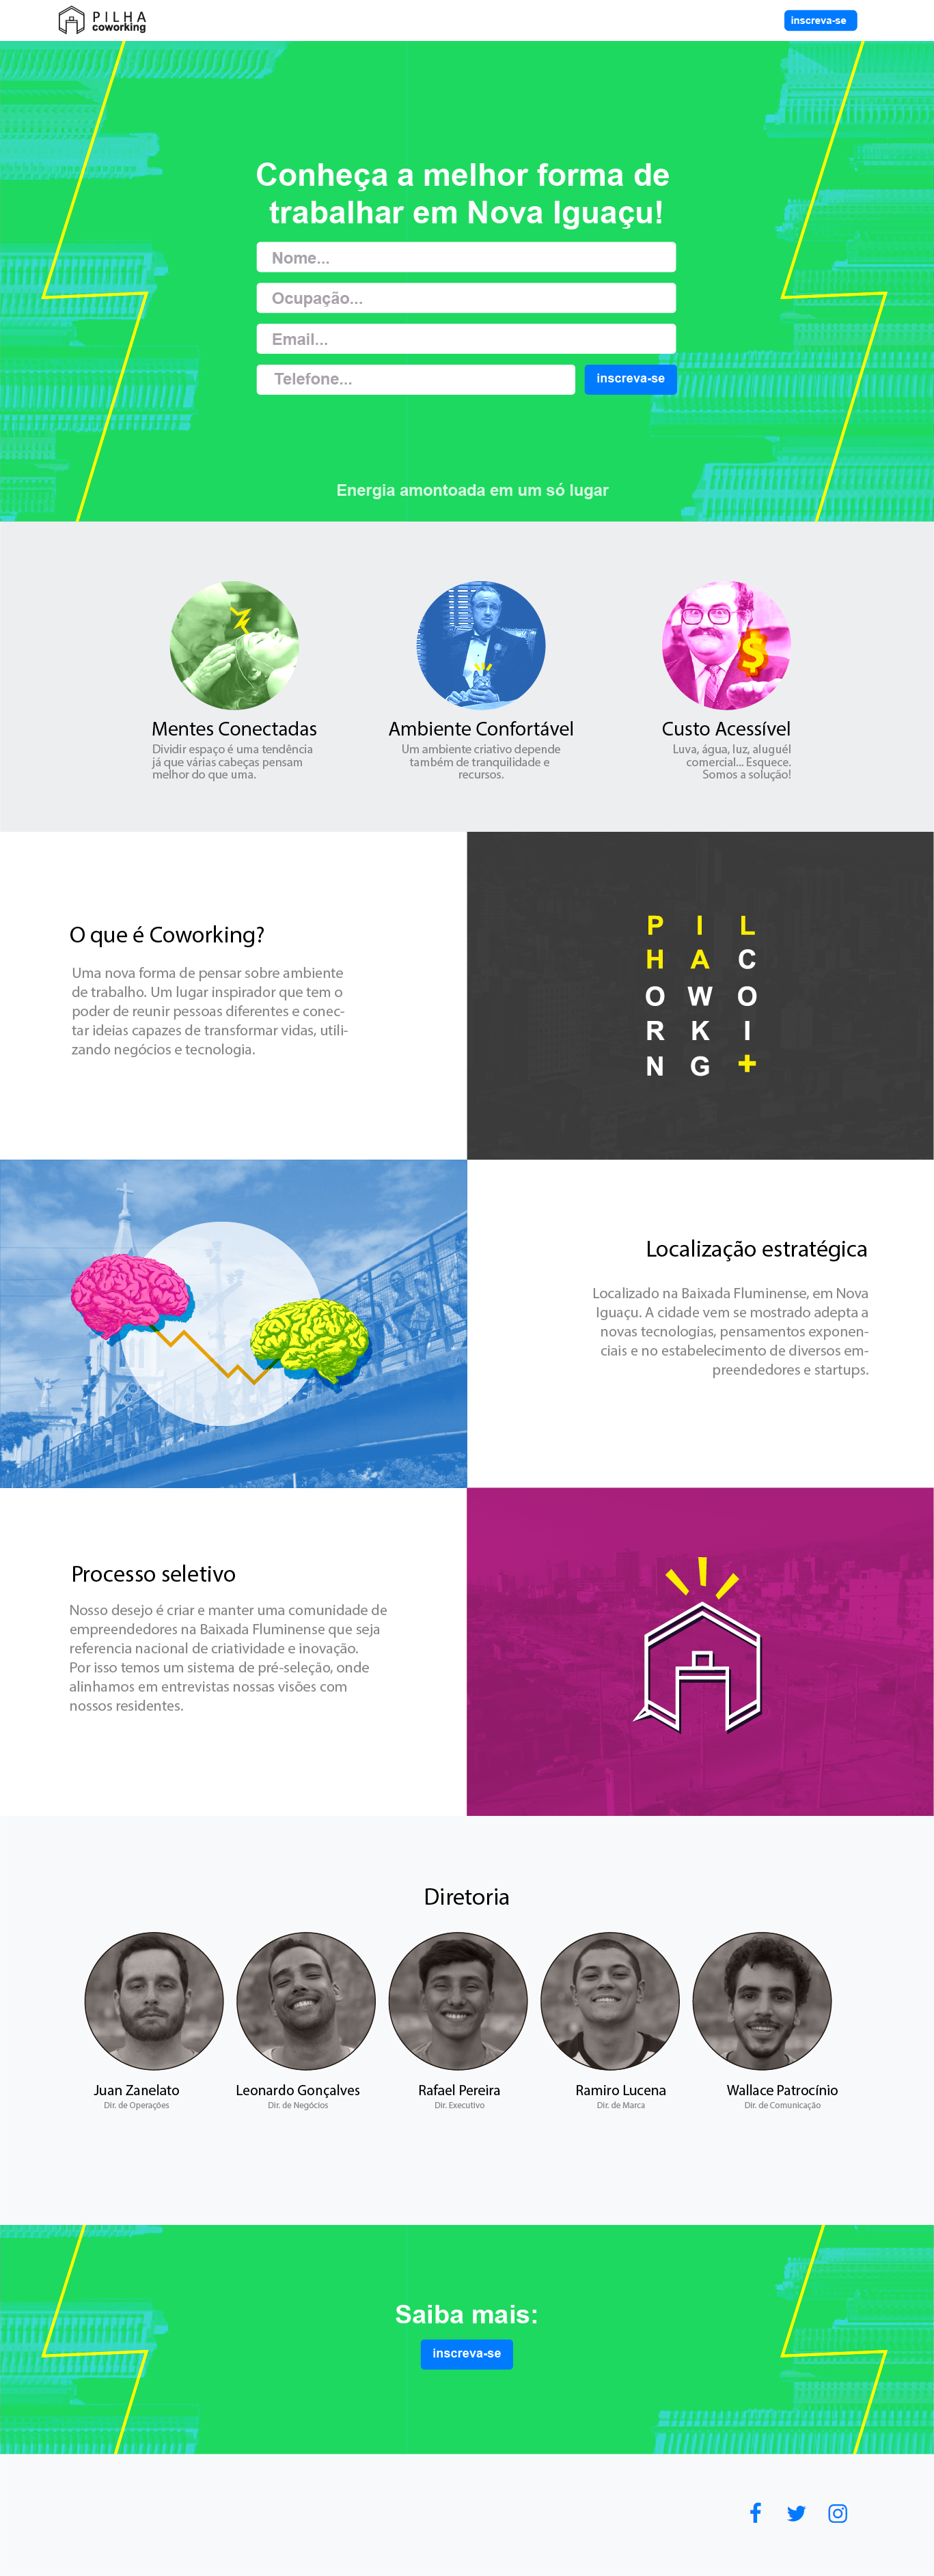 PILHA
coworking
inscreva-se
Conheça a melhor forma de
trabalhar em Nova Iguaçu!
Nome...
Ocupação...
Email...
Telefone...
inscreva-se
Energia amontoada em um só lugar
$
Mentes Conectadas
Dividir espaço é uma tendência
já que várias cabeças pensam
melhor do que uma.
Ambiente Confortável
Um ambiente criativo depende
também de tranquilidade e
recursos.
Custo Acessível
Luva, água, luz, aluguél
comercial... Esquece.
Somos a solução!
O que é Coworking?
Uma nova forma de pensar sobre ambiente
de trabalho. Um lugar inspirador que tem o
poder de reunir pessoas diferentes e conec-
tar ideias capazes de transformar vidas, utili-
zando negócios e tecnologia.
P I L
H A C
O W O
R K I
N G +
Localização estratégica
Localizado na Baixada Fluminense, em Nova
Iguaçu. A cidade vem se mostrado adepta a
novas tecnologias, pensamentos exponen-
ciais e no estabelecimento de diversos em-
preendedores e startups.
Processo seletivo
Nosso desejo é criar e manter uma comunidade de
empreendedores na Baixada Fluminense que seja
referencia nacional de criatividade e inovação.
Por isso temos um sistema de pré-seleção, onde
alinhamos em entrevistas nossas visões com
nossos residentes.
Diretoria
Juan Zanelato
Dir. de Operações
Leonardo Gonçalves
Dir. de Negócios
Rafael Pereira
Dir. Executivo
Ramiro Lucena
Dir. de Marca
Wallace Patrocínio
Dir. de Comunicação
Saiba mais:
inscreva-se